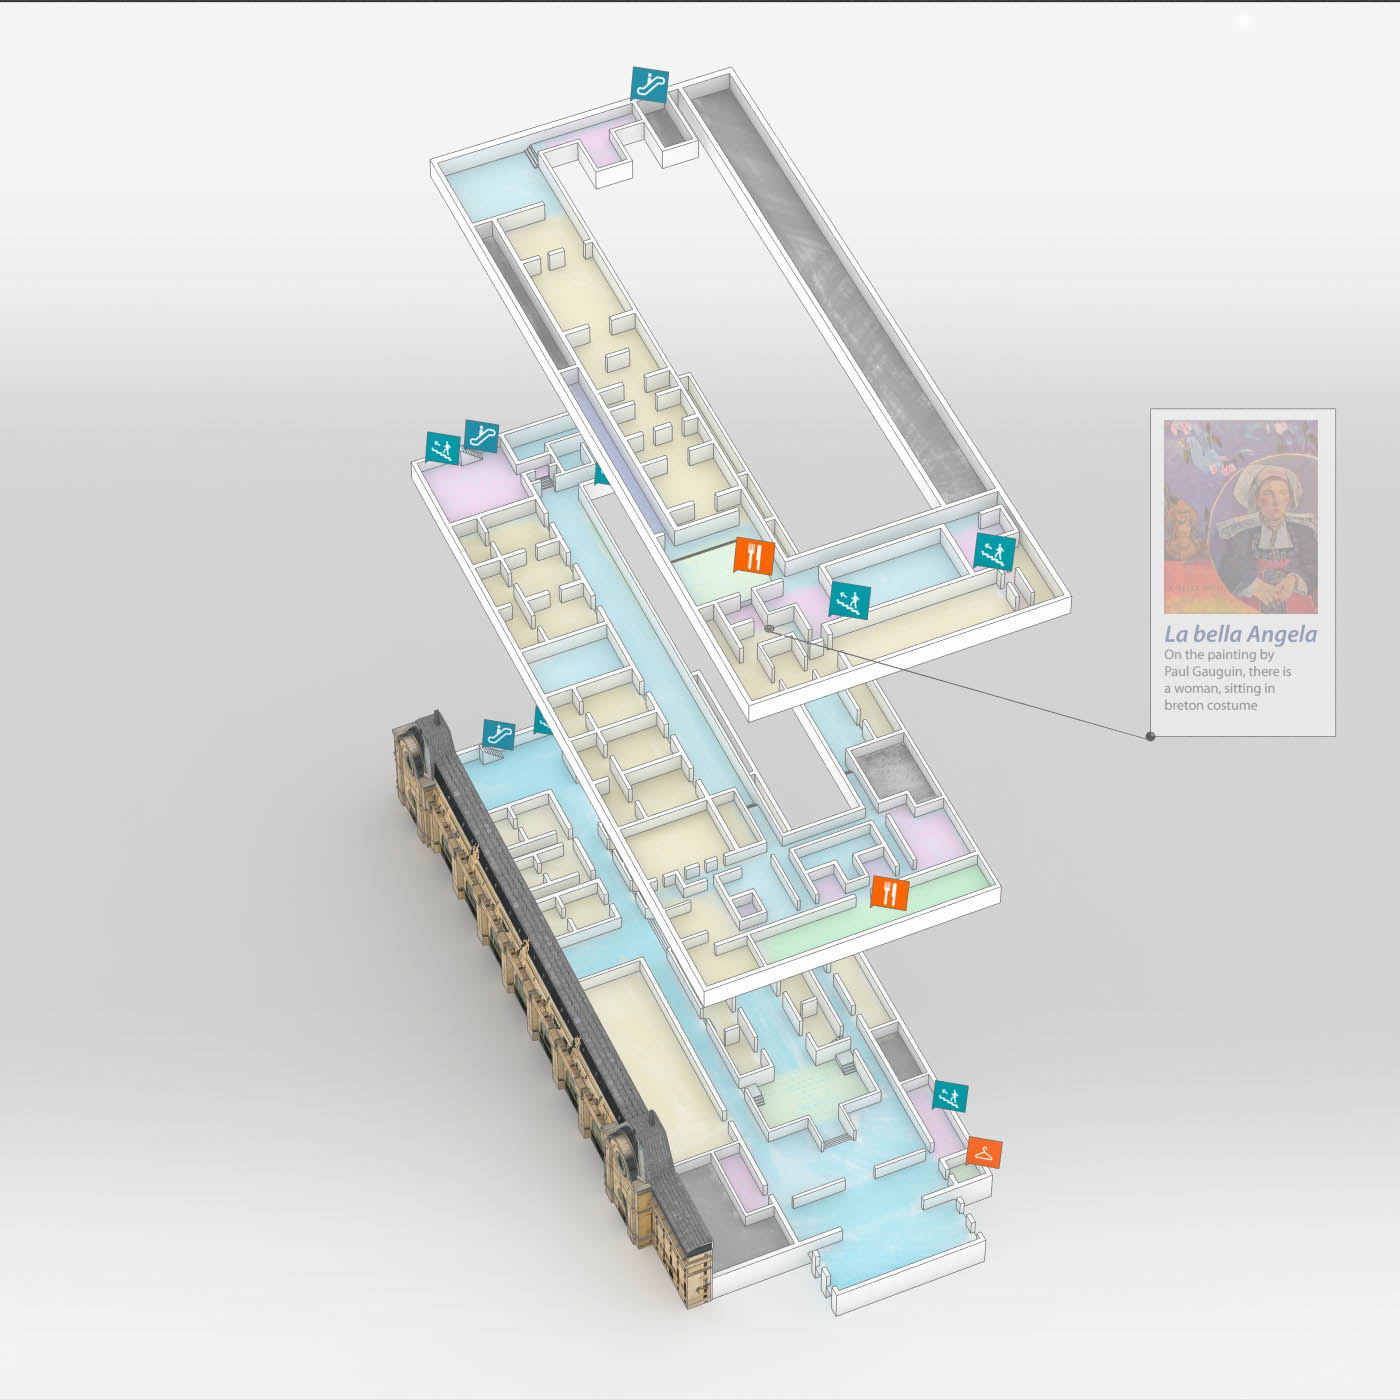 La bella Angela
On the painting by
Paul Gauguin, there is
a woman, sitting in
breton costume